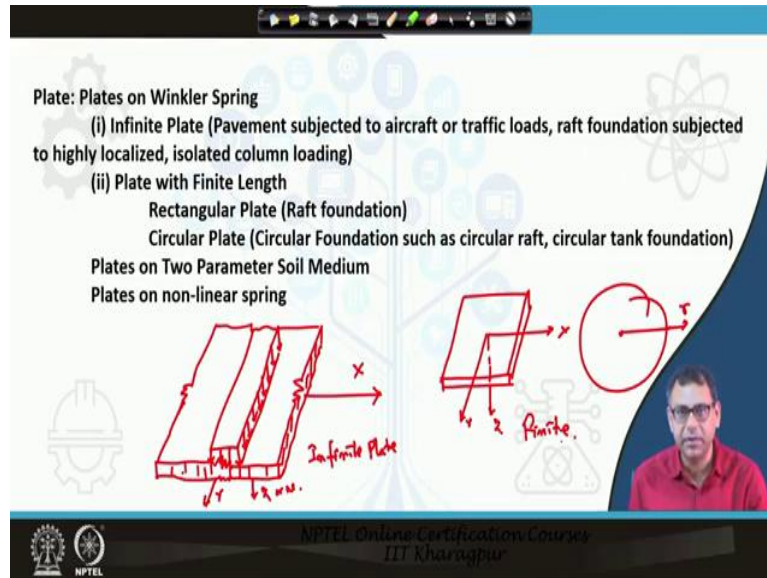 Plate: Plates on Winkler Spring
(i) Infinite Plate (Pavement subjected to aircraft or traffic loads, raft foundation subjected
to highly localized, isolated column loading)
(ii) Plate with Finite Length
Rectangular Plate (Raft foundation)
Circular Plate (Circular Foundation such as circular raft, circular tank foundation)
Plates on Two Parameter Soil Medium
Plates on non-linear spring
x
Infinite Plate
Y
z
x
Y
z
Finite.
r
NPTEL Online Certification Courses
IIT Kharagpur
NPTEL